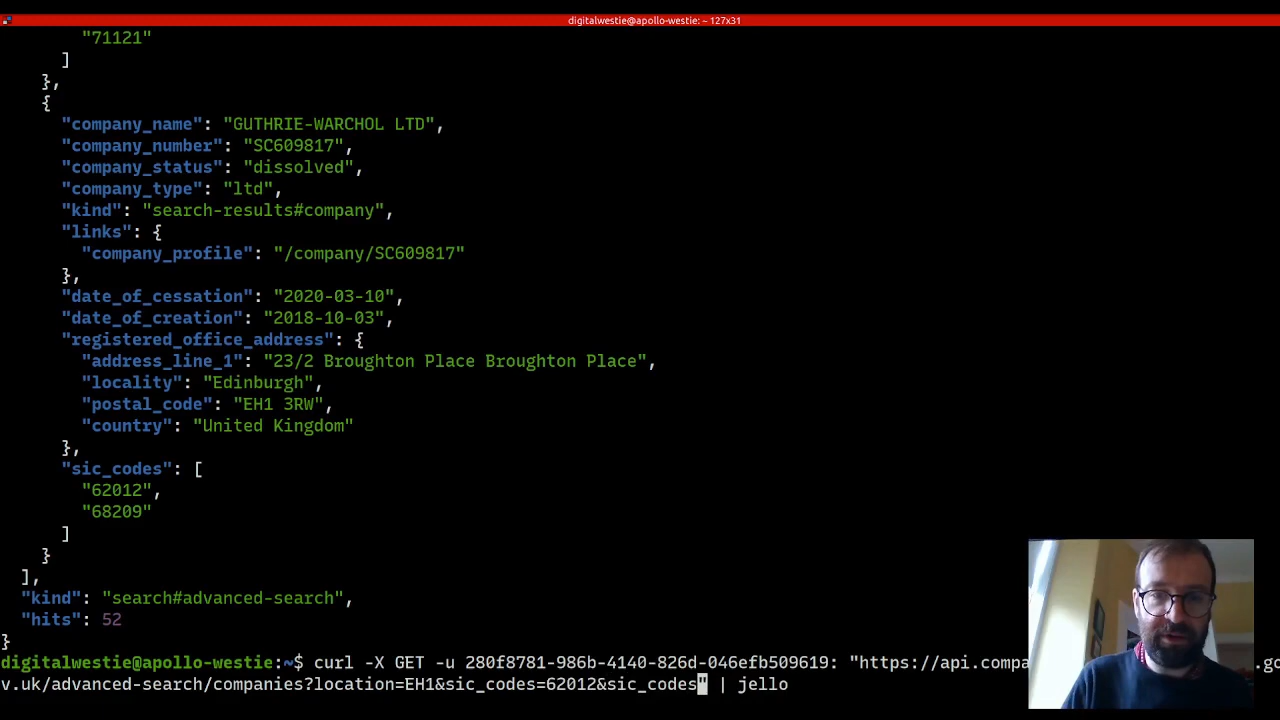 digitalwestie@apollo-westie: ~ 127x31
"71121"
]
},
{
"company_name": "GUTHRIE-WARCHOL LTD",
"company_number": "SC609817",
"company_status": "dissolved",
"company_type": "ltd",
"kind": "search-results#company",
"links": {
"company_profile": "/company/SC609817"
},
"date_of_cessation": "2020-03-10",
"date_of_creation": "2018-10-03",
"registered_office_address": {
"address_line_1": "23/2 Broughton Place Broughton Place",
"locality": "Edinburgh",
"postal_code": "EH1 3RW",
"country": "United Kingdom"
},
"sic_codes": [
"62012",
"68209"
]
}
],
"kind": "search#advanced-search",
"hits": 52
}
digitalwestie@apollo-westie:~$ curl -X GET -u 280f8781-986b-4140-826d-046efb509619: "https://api.compa .go
v.uk/advanced-search/companies?location=EH1&sic_codes=62012&sic_codes" | jello